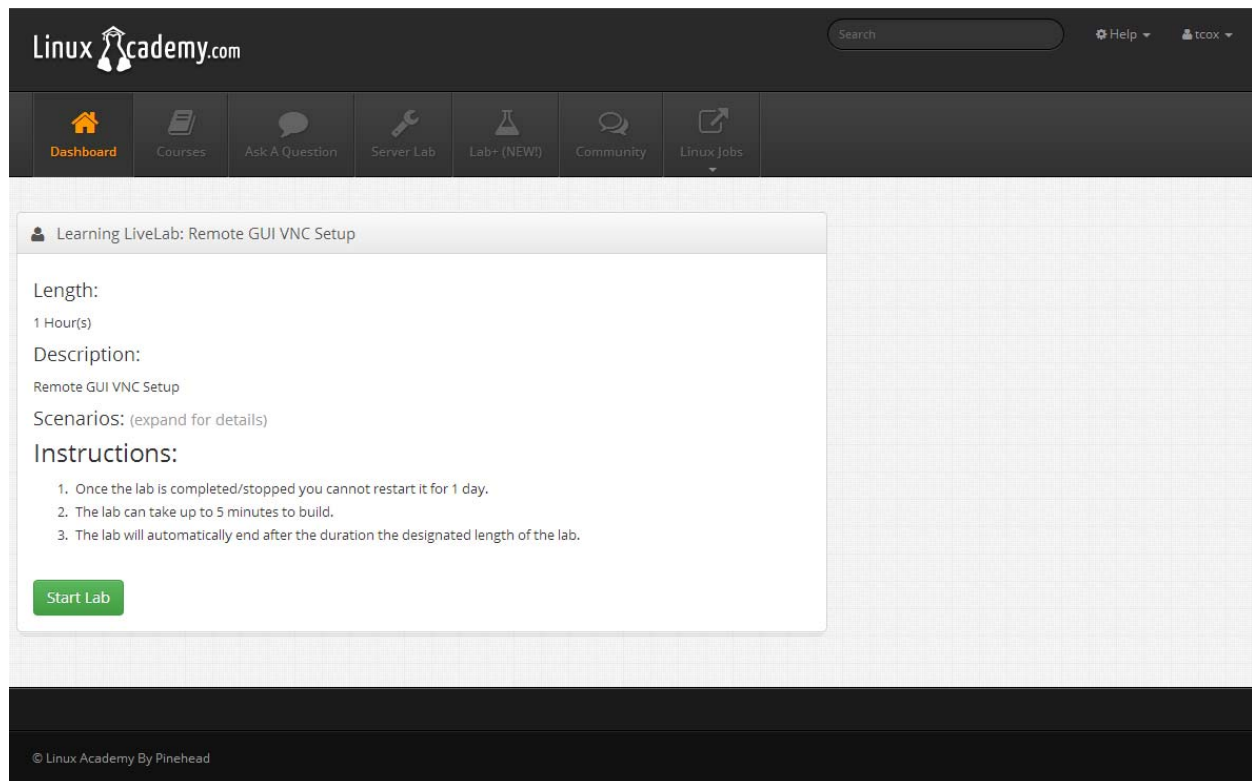 Linux Academy.com
Search
Help
tcox
Dashboard
Courses
Ask A Question
Server Lab
Lab+ (NEW!)
Community
Linux Jobs
Learning LiveLab: Remote GUI VNC Setup
Length:
1 Hour(s)
Description:
Remote GUI VNC Setup
Scenarios: (expand for details)
Instructions:
1. Once the lab is completed/stopped you cannot restart it for 1 day.
2. The lab can take up to 5 minutes to build.
3. The lab will automatically end after the duration the designated length of the lab.
Start Lab
© Linux Academy By Pinehead